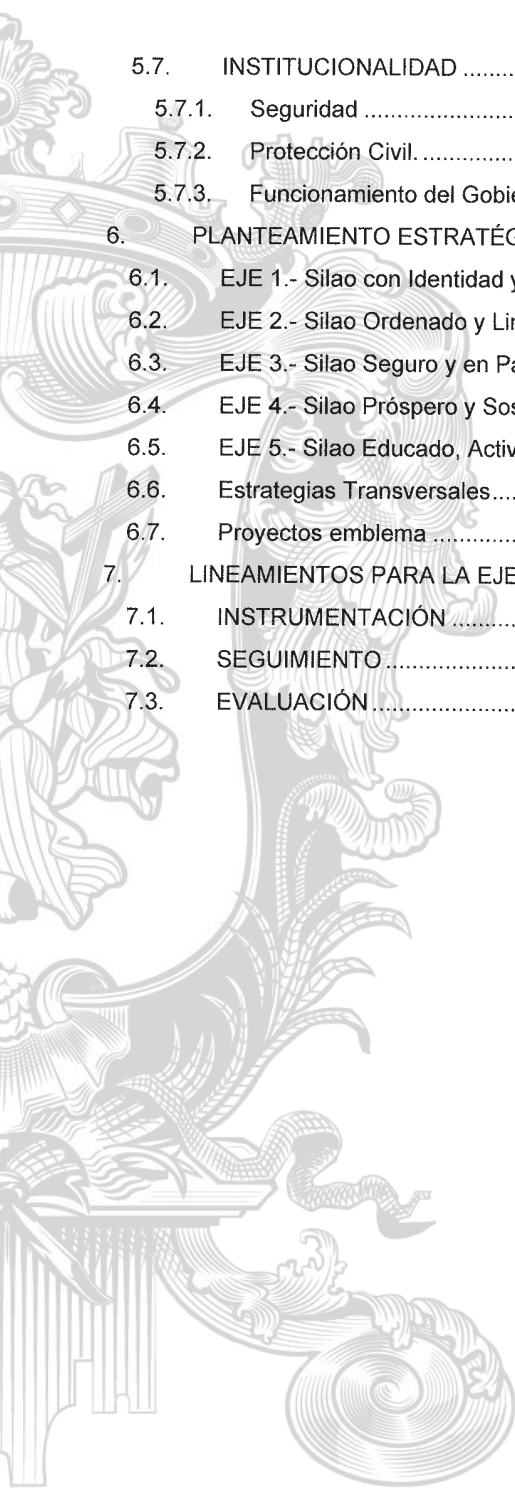 5.7. INSTITUCIONALIDAD ........
5.7.1. Seguridad .......................
5.7.2. Protección Civil. ..............
5.7.3. Funcionamiento del Gobie
6. PLANTEAMIENTO ESTRATÉG
6.1. EJE 1.- Silao con Identidad y
6.2. EJE 2.- Silao Ordenado y Lin
6.3. EJE 3.- Silao Seguro y en Pa
6.4. EJE 4.- Silao Próspero y Sos
6.5. EJE 5.- Silao Educado, Activ
6.6. Estrategias Transversales....
6.7. Proyectos emblema .............
7. LINEAMIENTOS PARA LA EJE
7.1. INSTRUMENTACIÓN ..........
7.2. SEGUIMIENTO ....................
7.3. EVALUACIÓN ......................